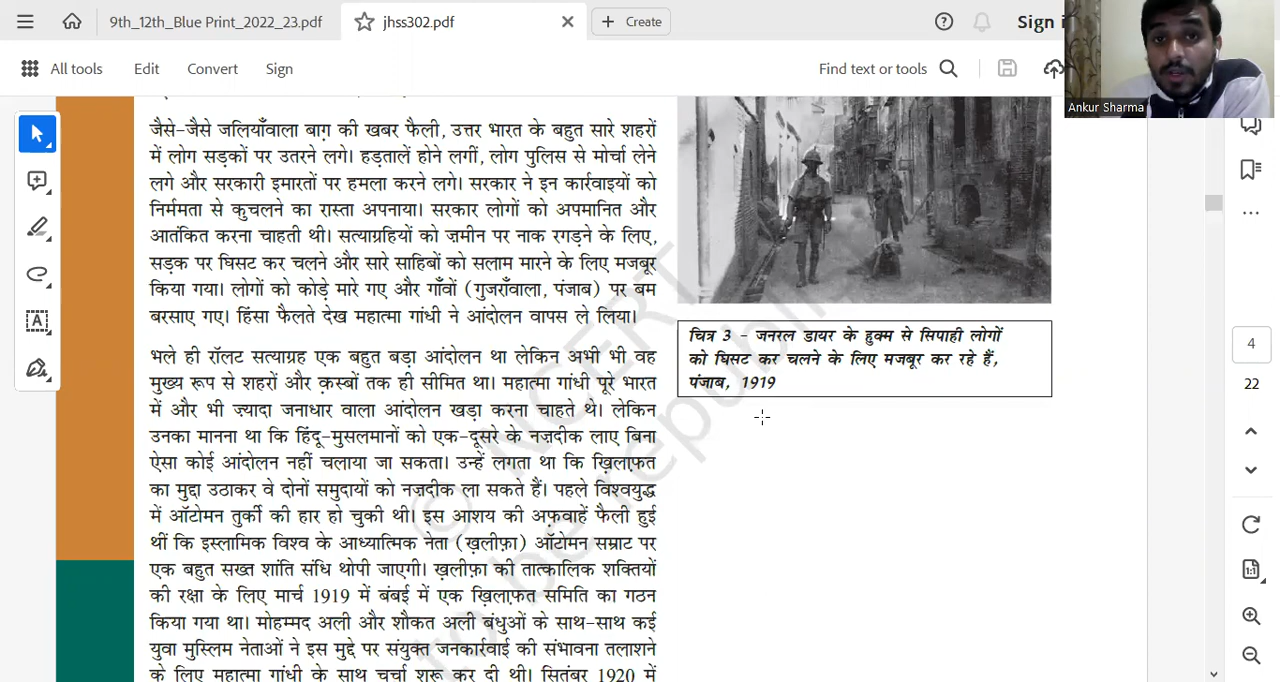 9th_12th_Blue Print_2022_23.pdf
jhss302.pdf
Create
Sign i
All tools
Edit
Convert
Sign
Find text or tools
Ankur Sharma
जैसे-जैसे जलियाँवाला बाग़ की खबर फैली, उत्तर भारत के बहुत सारे शहरों
में लोग सड़कों पर उतरने लगे। हड़तालें होने लगीं, लोग पुलिस से मोर्चा लेने
लगे और सरकारी इमारतों पर हमला करने लगे। सरकार ने इन कार्रवाइयों को
निर्ममता से कुचलने का रास्ता अपनाया। सरकार लोगों को अपमानित और
आतंकित करना चाहती थी। सत्याग्रहियों को ज़मीन पर नाक रगड़ने के लिए,
सड़क पर घिसट कर चलने और सारे साहिबों को सलाम मारने के लिए मजबूर
किया गया। लोगों को कोड़े मारे गए और गाँवों (गुजराँवाला, पंजाब) पर बम
बरसाए गए। हिंसा फैलते देख महात्मा गांधी ने आंदोलन वापस ले लिया।
भले ही रॉलट सत्याग्रह एक बहुत बड़ा आंदोलन था लेकिन अभी भी वह
मुख्य रूप से शहरों और क़स्बों तक ही सीमित था। महात्मा गांधी पूरे भारत
में और भी ज़्यादा जनाधार वाला आंदोलन खड़ा करना चाहते थे। लेकिन
उनका मानना था कि हिंदू-मुसलमानों को एक-दूसरे के नज़दीक लाए बिना
ऐसा कोई आंदोलन नहीं चलाया जा सकता। उन्हें लगता था कि ख़िलाफ़त
का मुद्दा उठाकर वे दोनों समुदायों को नज़दीक ला सकते हैं। पहले विश्वयुद्ध
में ऑटोमन तुर्की की हार हो चुकी थी। इस आशय की अफ़वाहें फैली हुई
थीं कि इस्लामिक विश्व के आध्यात्मिक नेता (ख़लीफ़ा) ऑटोमन सम्राट पर
एक बहुत सख्त शांति संधि थोपी जाएगी। ख़लीफ़ा की तात्कालिक शक्तियों
की रक्षा के लिए मार्च 1919 में बंबई में एक ख़िलाफ़त समिति का गठन
किया गया था। मोहम्मद अली और शौकत अली बंधुओं के साथ-साथ कई
युवा मुस्लिम नेताओं ने इस मुद्दे पर संयुक्त जनकार्रवाई की संभावना तलाशने
के लिए महात्मा गांधी के साथ चर्चा शुरू कर दी थी। सितंबर 1920 में
चित्र 3 – जनरल डायर के हुक्म से सिपाही लोगों
को घिसट कर चलने के लिए मजबूर कर रहे हैं,
पंजाब, 1919
© NCERT
to be republi
4
22